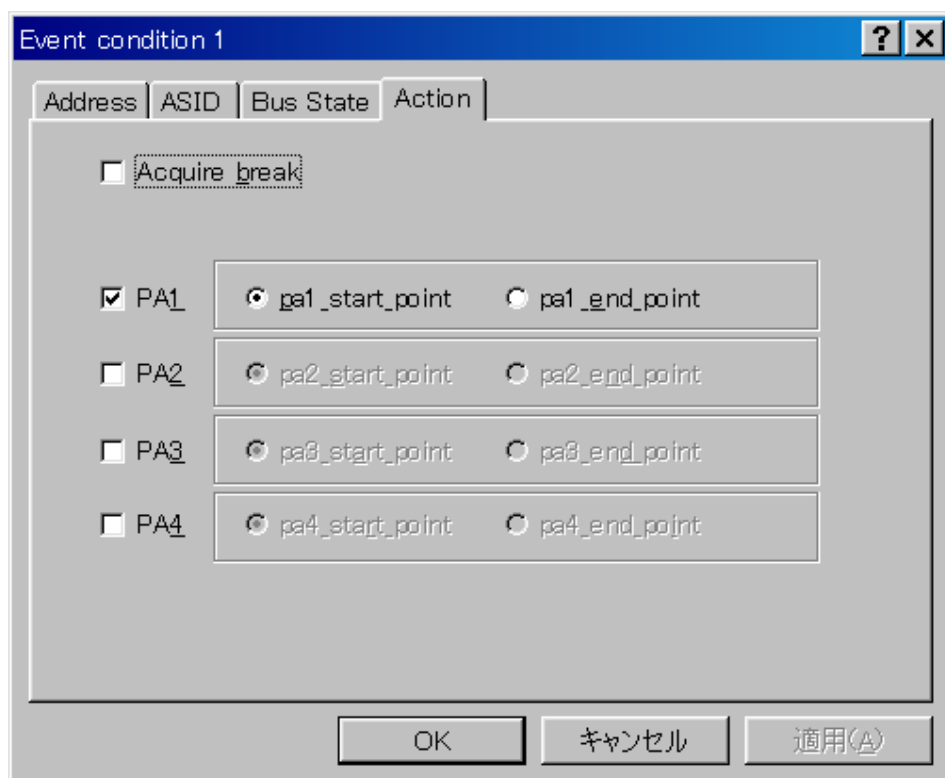 Event condition 1
Address ASID Bus State Action
Acquire break
PA1 pa1_start_point pa1_end_point
PA2 pa2_start_point pa2_end_point
PA3 pa3_start_point pa3_end_point
PA4 pa4_start_point pa4_end_point
OK キャンセル 適用(A)